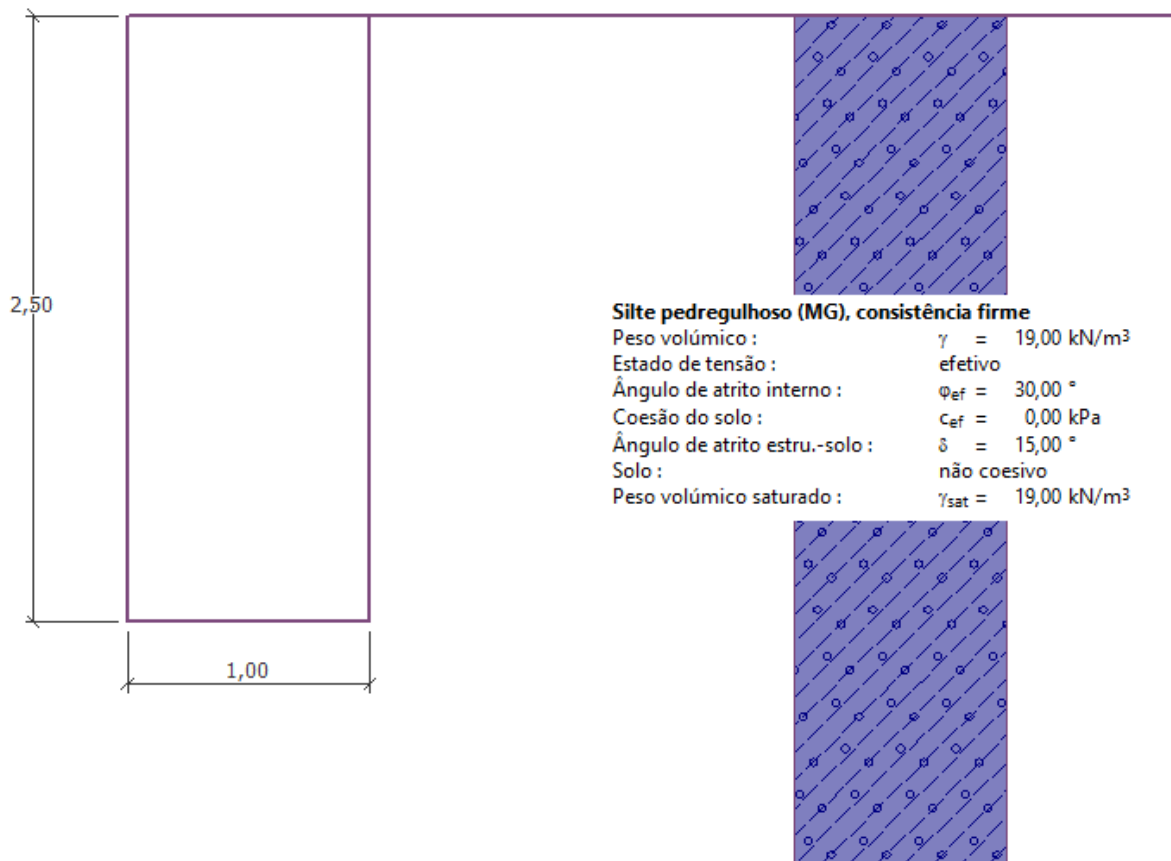 2,50
Silte pedregulhoso (MG), consistência firme
Peso volúmico : γ = 19,00 kN/m³
Estado de tensão : efetivo
Ângulo de atrito interno : φef = 30,00 °
Coesão do solo : cef = 0,00 kPa
Ângulo de atrito estru.-solo : δ = 15,00 °
Solo : não coesivo
Peso volúmico saturado : γsat = 19,00 kN/m³
1,00